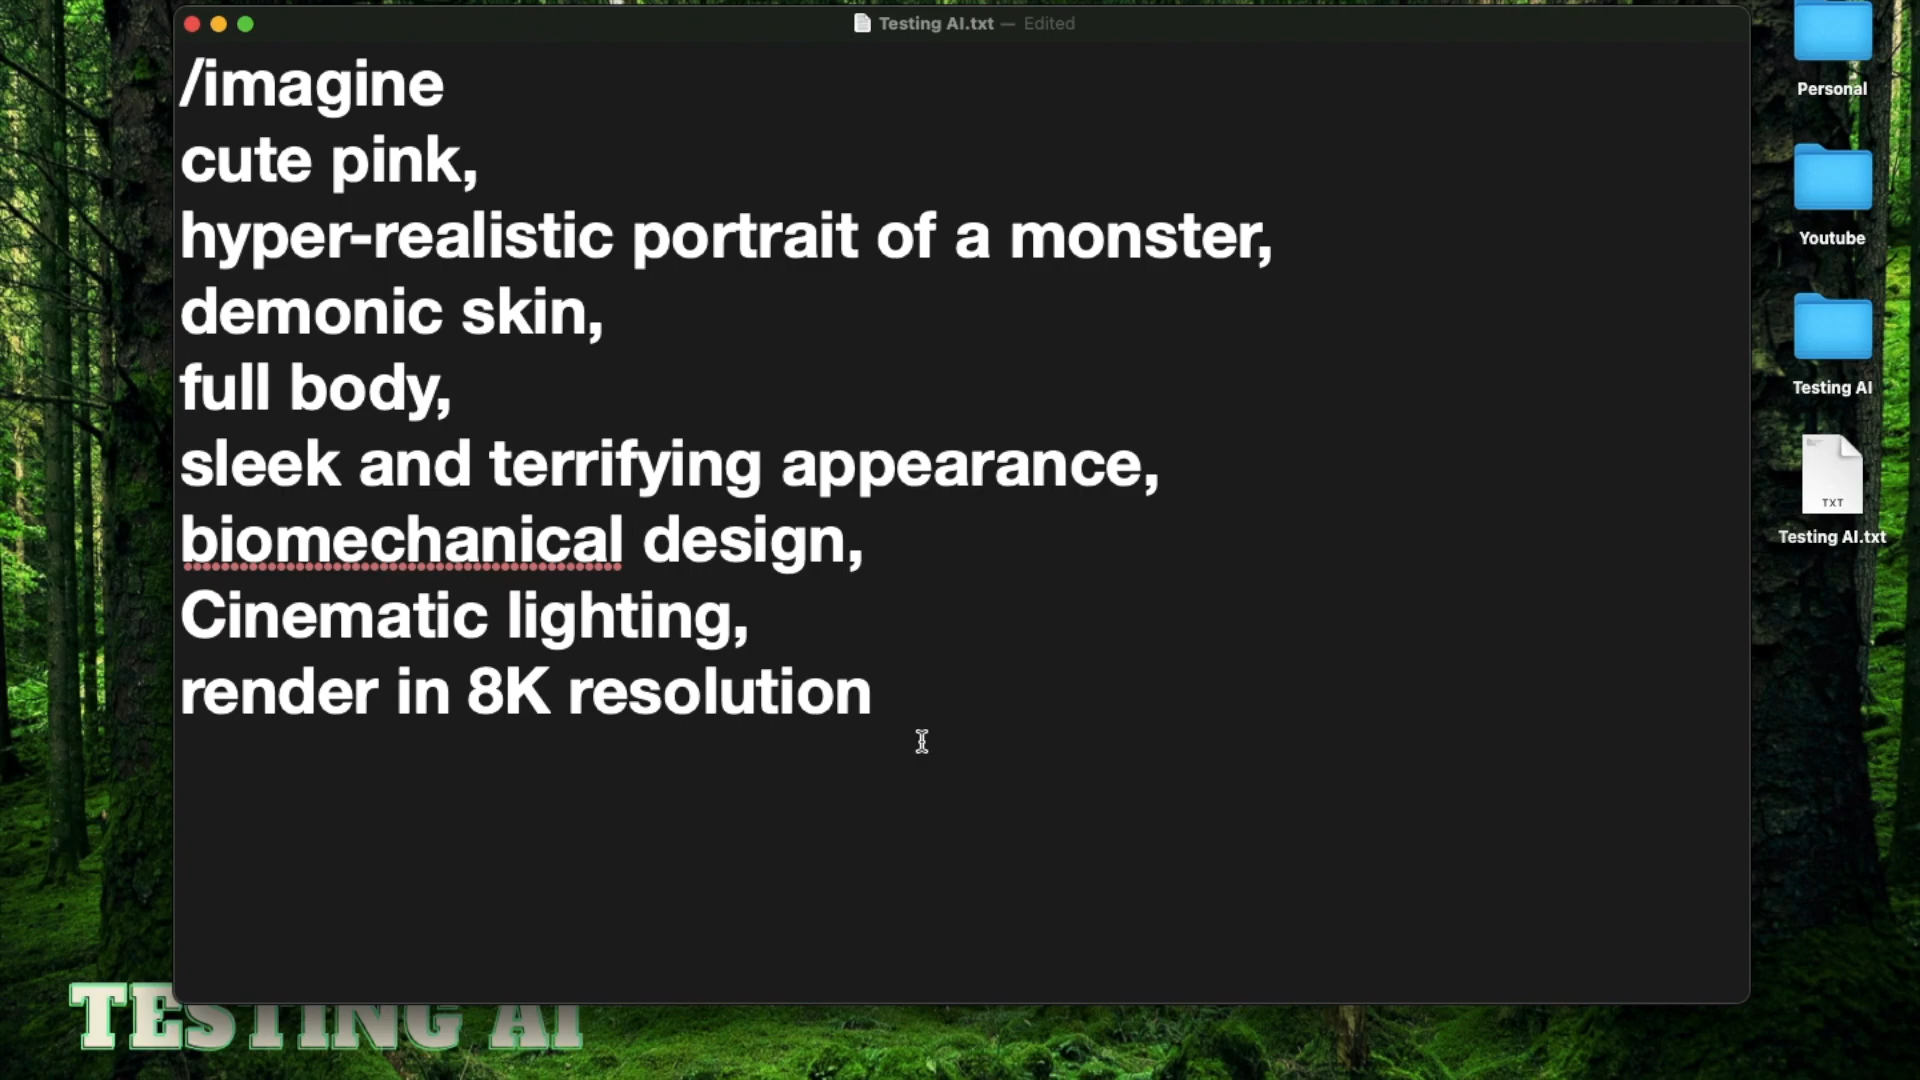 Testing AI.txt — Edited
/imagine
cute pink,
hyper-realistic portrait of a monster,
demonic skin,
full body,
sleek and terrifying appearance,
biomechanical design,
Cinematic lighting,
render in 8K resolution
Personal
Youtube
Testing AI
TXT
Testing AI.txt
TESTING AI